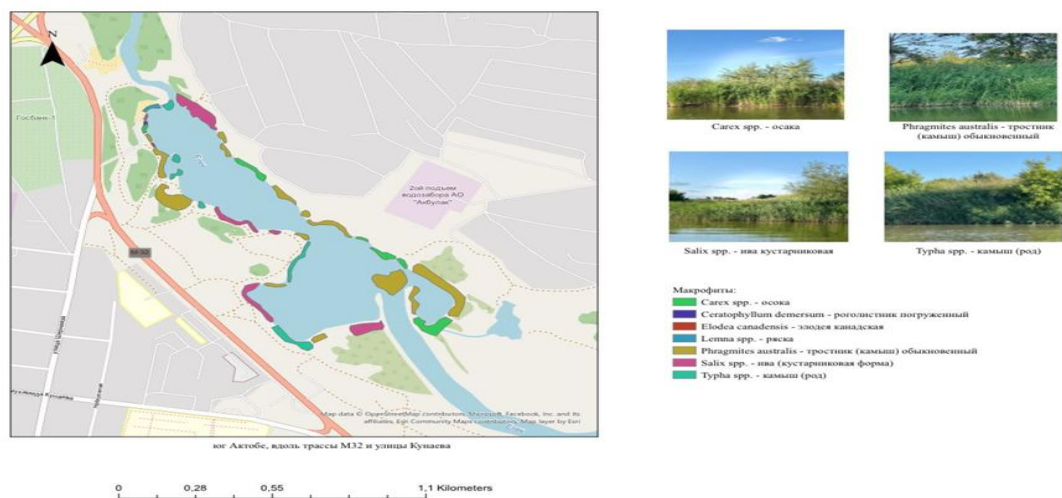 N
Госбанк-1
М-32
2ой подъем
водозабора АО
"Акбулак"
Map data © OpenStreetMap contributors, Microsoft, Facebook, Inc. and its
affiliates, Esri Community Maps contributors, Map layer by Esri
юг Актобе, вдоль трассы М32 и улицы Кунаева
0 0,28 0,55 1,1 Kilometers
Carex spp. - осака
Phragmites australis - тростник
(камыш) обыкновенный
Salix spp. - ива кустарниковая
Typha spp. - камыш (род)
Макрофиты:
Carex spp. - осока
Ceratophyllum demersum - роголистник погруженный
Elodea canadensis - элодея канадская
Lemna spp. - ряска
Phragmites australis - тростник (камыш) обыкновенный
Salix spp. - ива (кустарниковая форма)
Typha spp. - камыш (род)